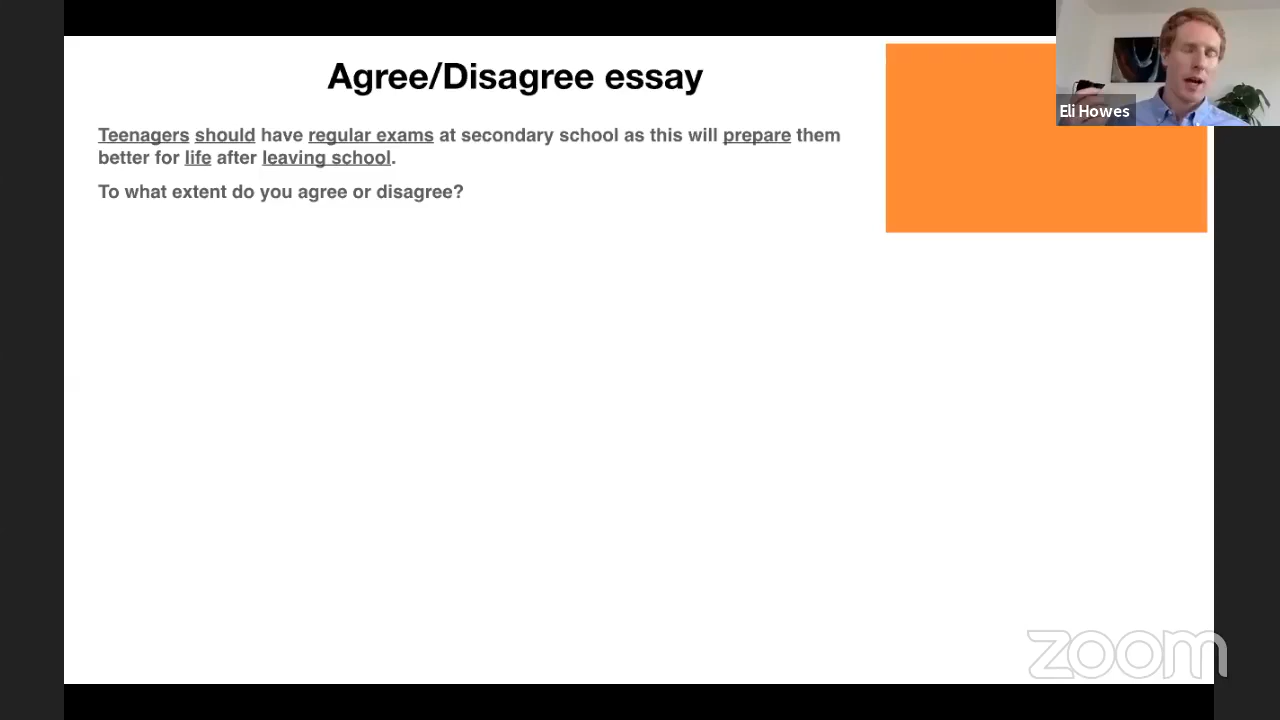 Agree/Disagree essay
Teenagers should have regular exams at secondary school as this will prepare them
better for life after leaving school.
To what extent do you agree or disagree?
Eli Howes
zoom